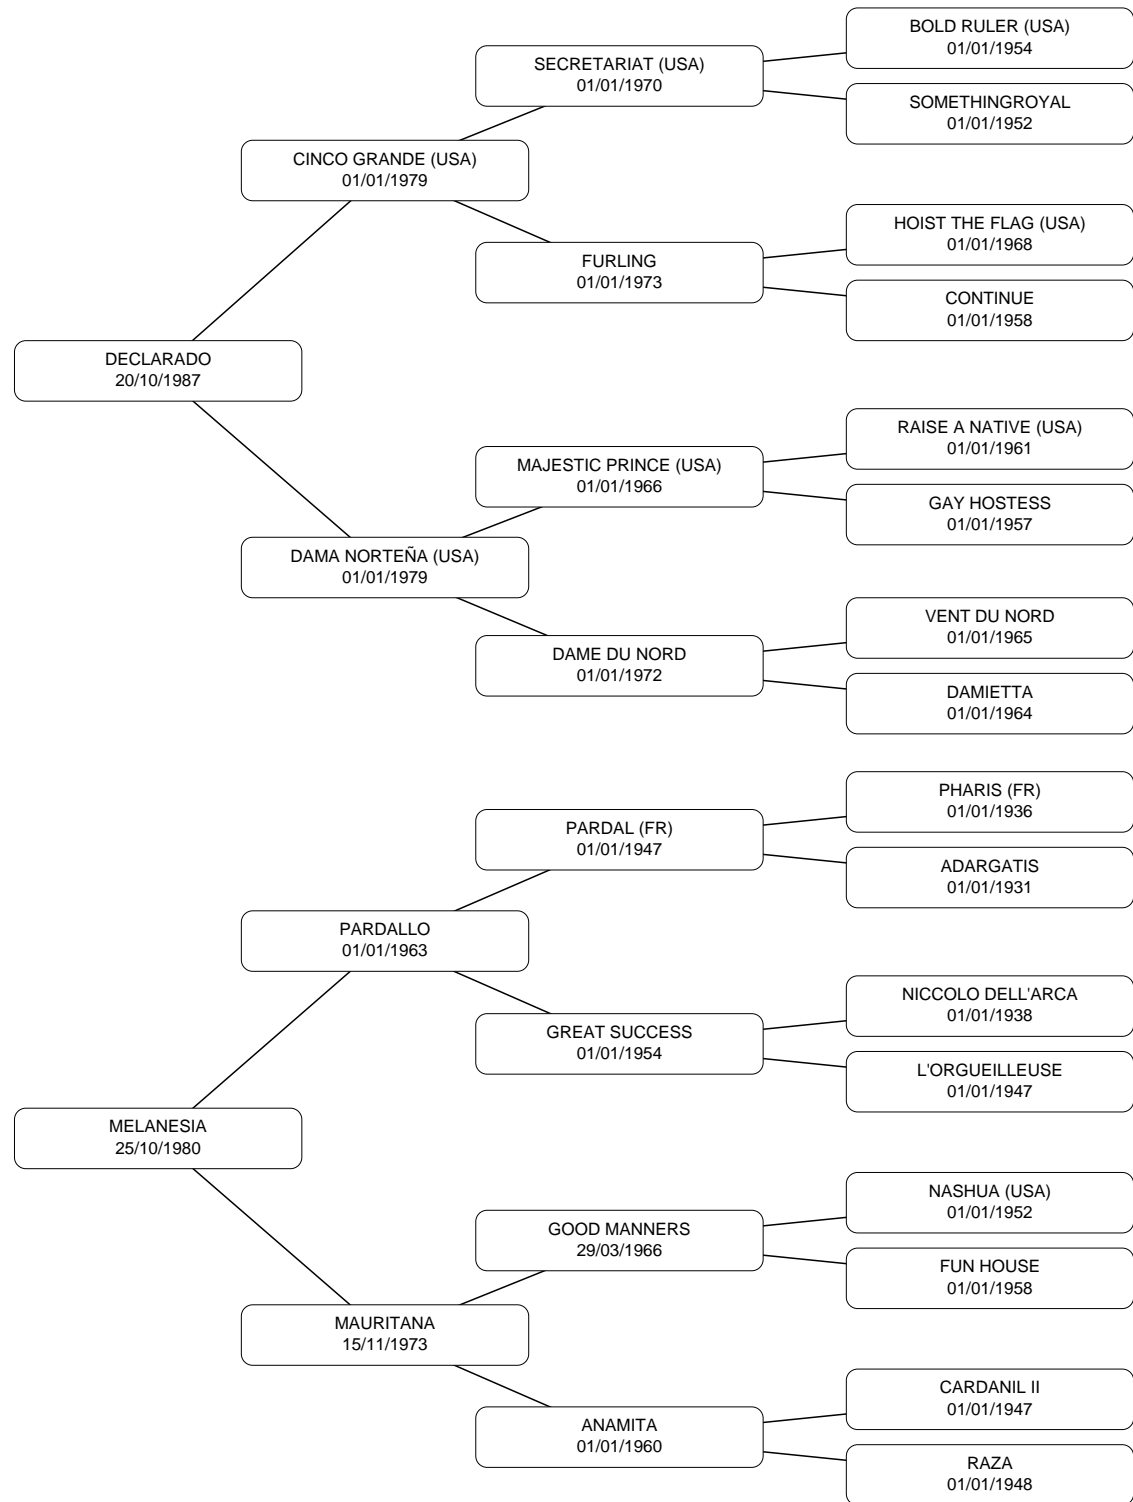 BOLD RULER (USA)
01/01/1954
SECRETARIAT (USA)
01/01/1970
SOMETHINGROYAL
01/01/1952
CINCO GRANDE (USA)
01/01/1979
HOIST THE FLAG (USA)
01/01/1968
FURLING
01/01/1973
CONTINUE
01/01/1958
DECLARADO
20/10/1987
RAISE A NATIVE (USA)
01/01/1961
MAJESTIC PRINCE (USA)
01/01/1966
GAY HOSTESS
01/01/1957
DAMA NORTEÑA (USA)
01/01/1979
VENT DU NORD
01/01/1965
DAME DU NORD
01/01/1972
DAMIETTA
01/01/1964
PHARIS (FR)
01/01/1936
PARDAL (FR)
01/01/1947
ADARGATIS
01/01/1931
PARDALLO
01/01/1963
NICCOLO DELL'ARCA
01/01/1938
GREAT SUCCESS
01/01/1954
L'ORGUEILLEUSE
01/01/1947
MELANESIA
25/10/1980
NASHUA (USA)
01/01/1952
GOOD MANNERS
29/03/1966
FUN HOUSE
01/01/1958
MAURITANA
15/11/1973
CARDANIL II
01/01/1947
ANAMITA
01/01/1960
RAZA
01/01/1948